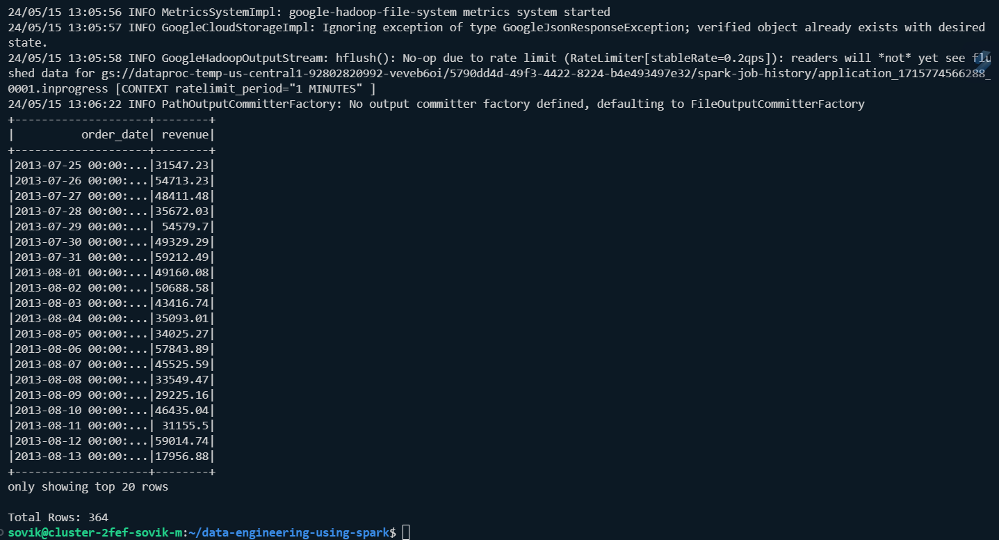 24/05/15 13:05:56 INFO MetricsSystemImpl: google-hadoop-file-system metrics system started
24/05/15 13:05:57 INFO GoogleCloudStorageImpl: Ignoring exception of type GoogleJsonResponseException; verified object already exists with desired
state.
24/05/15 13:05:58 INFO GoogleHadoopOutputStream: hflush(): No-op due to rate limit (RateLimiter[stableRate=0.2qps]): readers will *not* yet see flu
shed data for gs://dataproc-temp-us-central1-92802820992-veveb6oi/5790dd4d-49f3-4422-8224-b4e493497e32/spark-job-history/application_1715774566288_
0001.inprogress [CONTEXT ratelimit_period="1 MINUTES" ]
24/05/15 13:06:22 INFO PathOutputCommitterFactory: No output committer factory defined, defaulting to FileOutputCommitterFactory
+--------------------+--------+
|          order_date| revenue|
+--------------------+--------+
|2013-07-25 00:00:...|31547.23|
|2013-07-26 00:00:...|54713.23|
|2013-07-27 00:00:...|48411.48|
|2013-07-28 00:00:...|35672.03|
|2013-07-29 00:00:...| 54579.7|
|2013-07-30 00:00:...|49329.29|
|2013-07-31 00:00:...|59212.49|
|2013-08-01 00:00:...|49160.08|
|2013-08-02 00:00:...|50688.58|
|2013-08-03 00:00:...|43416.74|
|2013-08-04 00:00:...|35093.01|
|2013-08-05 00:00:...|34025.27|
|2013-08-06 00:00:...|57843.89|
|2013-08-07 00:00:...|45525.59|
|2013-08-08 00:00:...|33549.47|
|2013-08-09 00:00:...|29225.16|
|2013-08-10 00:00:...|46435.04|
|2013-08-11 00:00:...| 31155.5|
|2013-08-12 00:00:...|59014.74|
|2013-08-13 00:00:...|17956.88|
+--------------------+--------+
only showing top 20 rows
Total Rows: 364
sovik@cluster-2fef-sovik-m:~/data-engineering-using-spark$